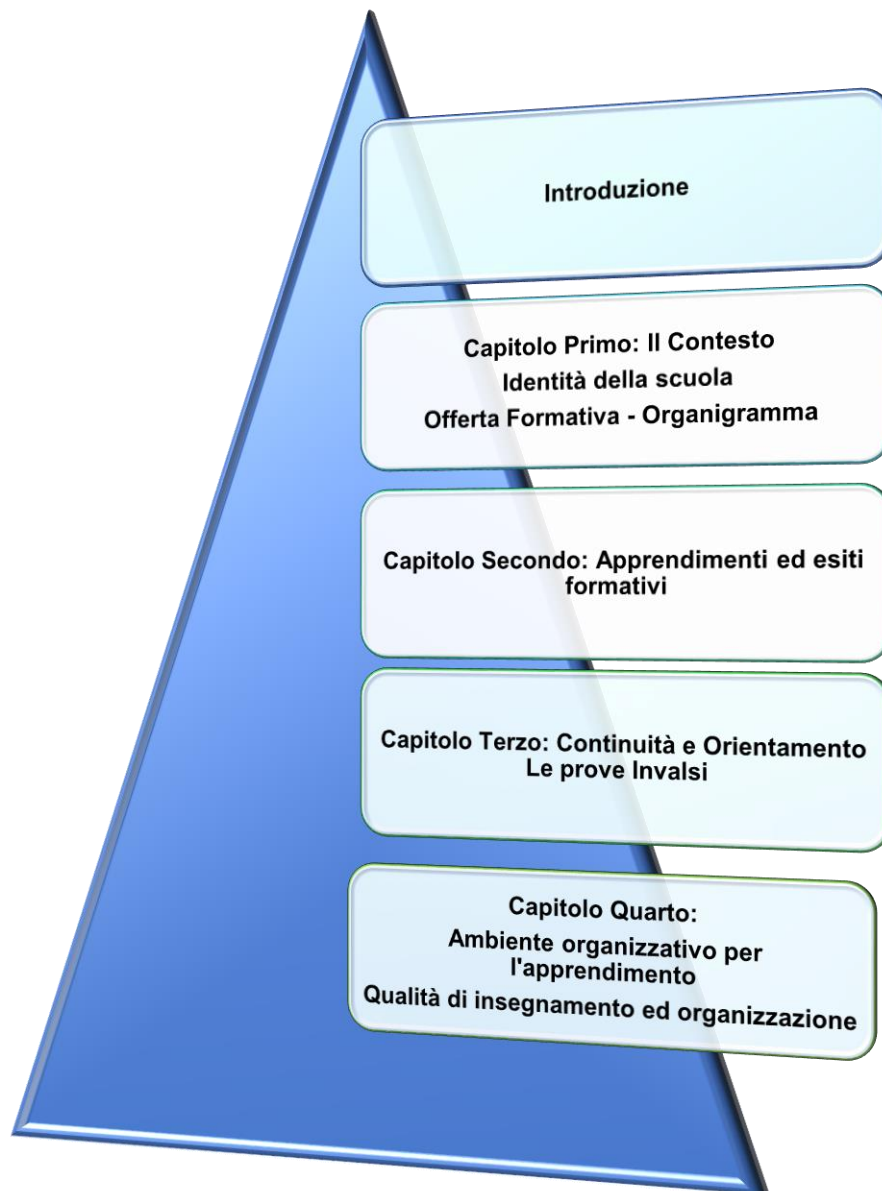 Introduzione
Capitolo Primo: Il Contesto
Identità della scuola
Offerta Formativa - Organigramma
Capitolo Secondo: Apprendimenti ed esiti
formativi
Capitolo Terzo: Continuità e Orientamento
Le prove Invalsi
Capitolo Quarto:
Ambiente organizzativo per
l'apprendimento
Qualità di insegnamento ed organizzazione